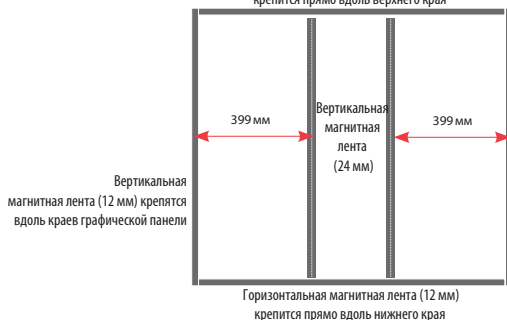 крепится прямо вдоль верхнего края
399 мм
Вертикальная
магнитная
лента
(24 мм)
399 мм
Вертикальная
магнитная лента (12 мм) крепятся
вдоль краев графической панели
Горизонтальная магнитная лента (12 мм)
крепится прямо вдоль нижнего края